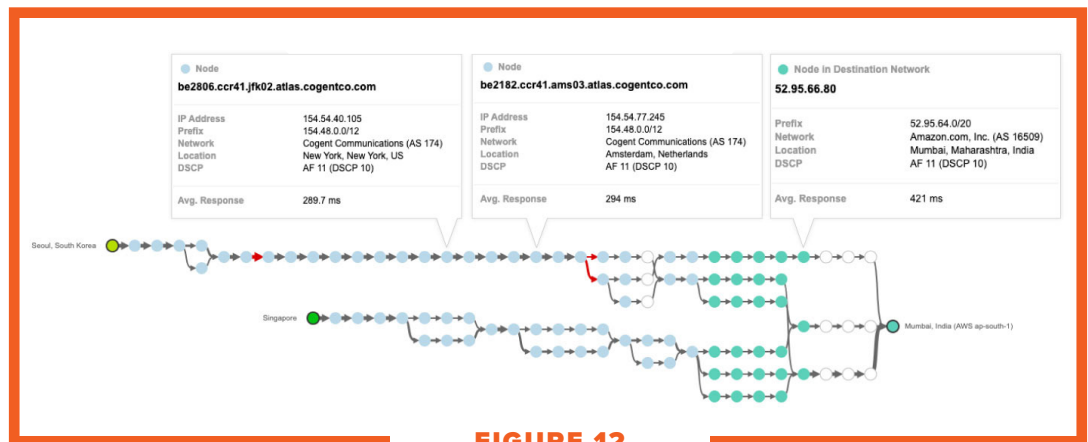 Node
be2806.ccr41.jfk02.atlas.cogentco.com
IP Address 154.54.40.105
Prefix 154.48.0.0/12
Network Cogent Communications (AS 174)
Location New York, New York, US
DSCP AF 11 (DSCP 10)
Avg. Response 289.7 ms
Node
be2182.ccr41.ams03.atlas.cogentco.com
IP Address 154.54.77.245
Prefix 154.48.0.0/12
Network Cogent Communications (AS 174)
Location Amsterdam, Netherlands
DSCP AF 11 (DSCP 10)
Avg. Response 294 ms
Node in Destination Network
52.95.66.80
Prefix 52.95.64.0/20
Network Amazon.com, Inc. (AS 16509)
Location Mumbai, Maharashtra, India
DSCP AF 11 (DSCP 10)
Avg. Response 421 ms
Seoul, South Korea
Singapore
Mumbai, India (AWS ap-south-1)
FIGURE 12